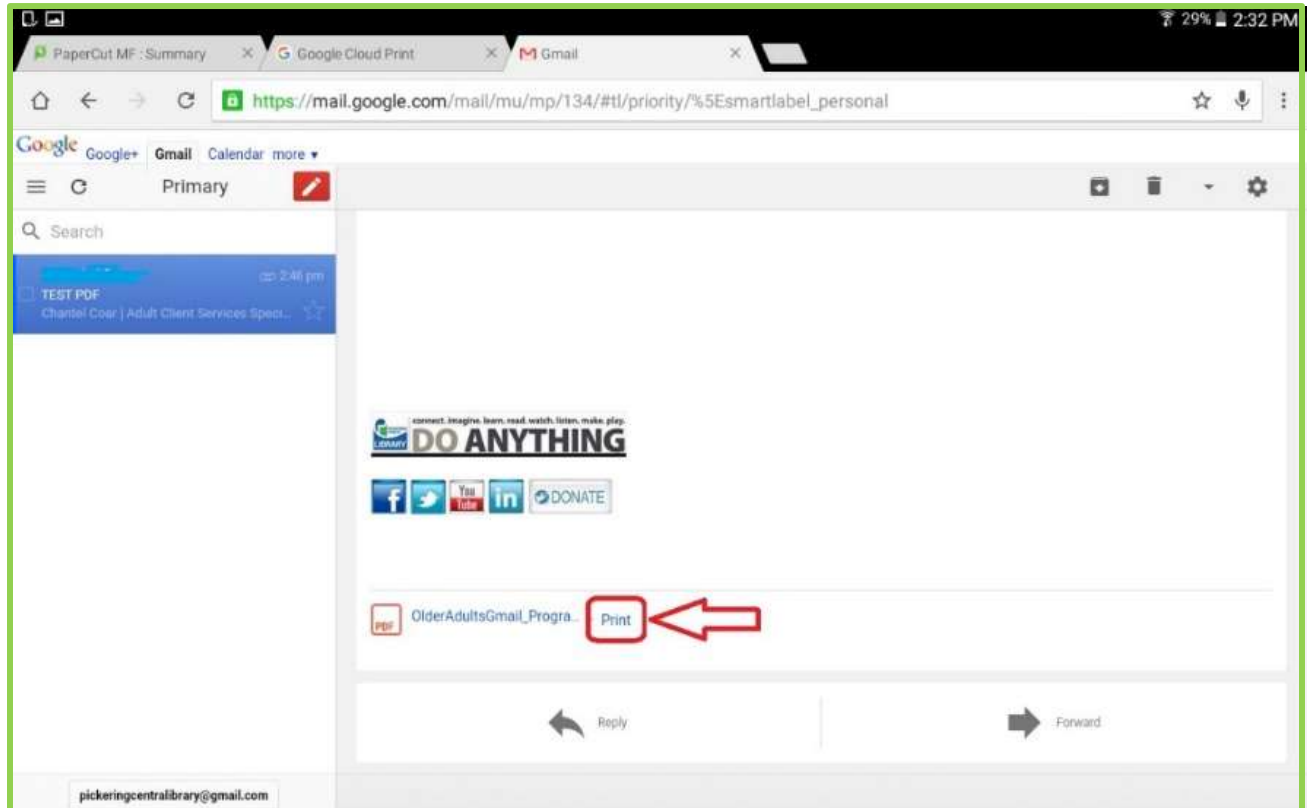 29% 2:32 PM
PaperCut MF : Summary
Google Cloud Print
Gmail
https://mail.google.com/mail/mu/mp/134/#tl/priority/%5Esmartlabel_personal
Google Google+ Gmail Calendar more
Primary
Search
2:46 pm
TEST PDF
Chantel Coar | Adult Client Services Speci...
connect. imagine. learn. read. watch. listen. make. play.
LIBRARY DO ANYTHING
f You Tube in DONATE
PDF OlderAdultsGmail_Progra... Print
Reply Forward
pickeringcentralibrary@gmail.com